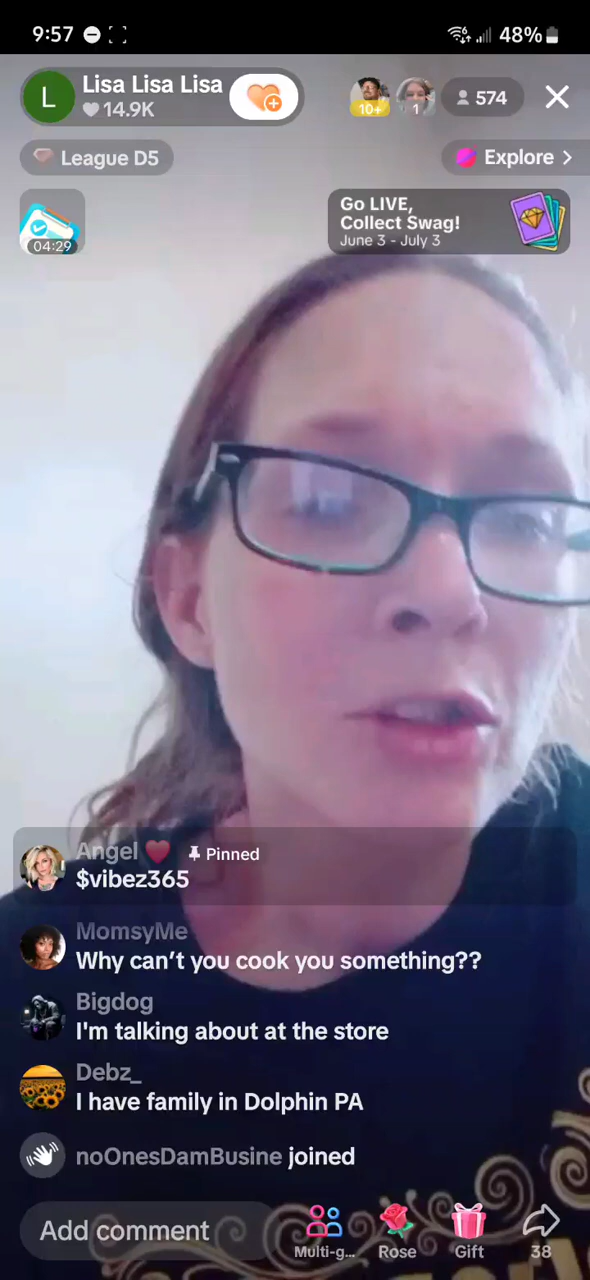 9:57
48%
L
Lisa Lisa Lisa
14.9K
10+
1
574
League D5
Explore >
04:29
Go LIVE,
Collect Swag!
June 3 - July 3
Angel ❤️ Pinned
$vibez365
MomsyMe
Why can’t you cook you something??
Bigdog
I'm talking about at the store
Debz_
I have family in Dolphin PA
noOnesDamBusine joined
Add comment
Multi-g...
Rose
Gift
38